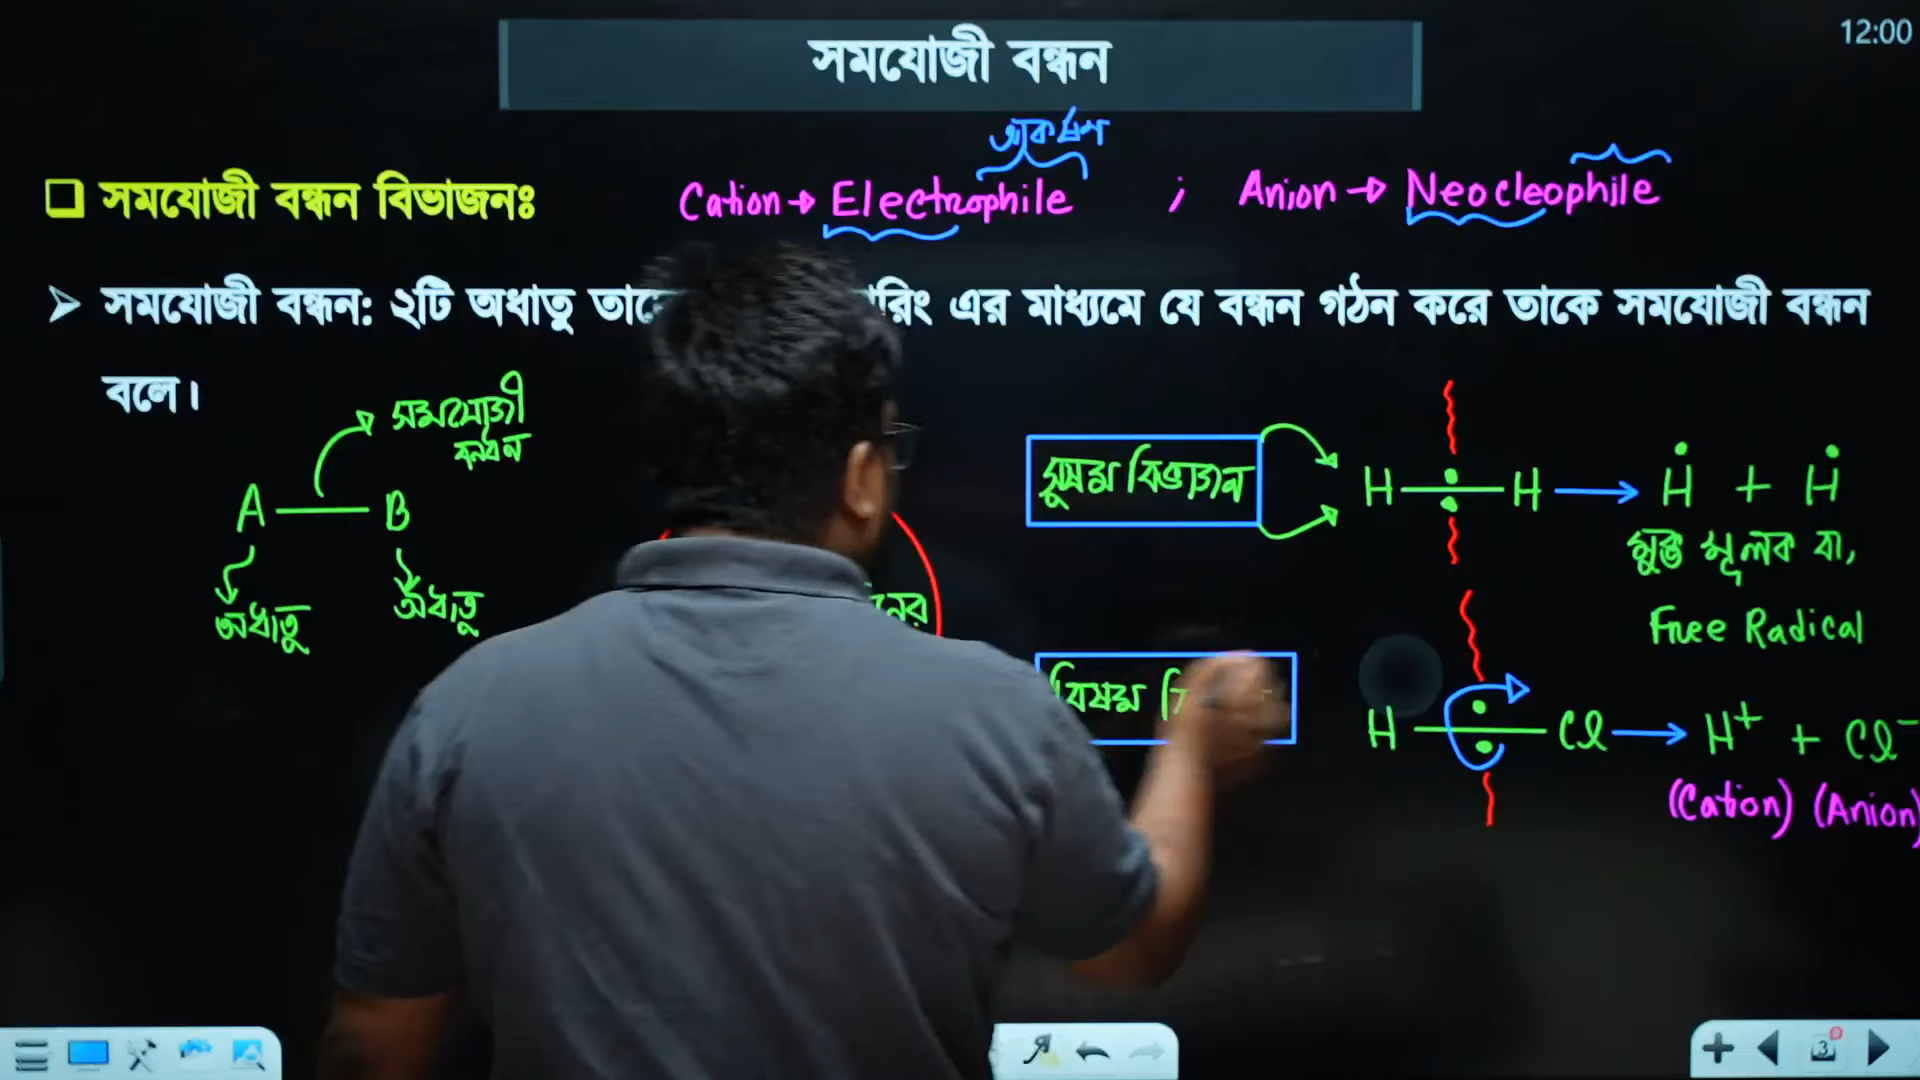 সমযোজী বন্ধন
12:00
আকর্ষণ
❑ সমযোজী বন্ধন বিভাজনঃ
Cation → Electrophile ; Anion → Neocleophile
➢ সমযোজী বন্ধন: ২টি অধাতু এর মাধ্যমে যে বন্ধন গঠন করে তাকে সমযোজী বন্ধন
বলে।
সমযোজী
বন্ধন
A — B
অধাতু অধাতু
সুষম বিভাজন
H — H → Ḣ + Ḣ
মুক্ত মূলক বা,
Free Radical
বিষম
H — Cl → H⁺ + Cl⁻
(Cation) (Anion)
3